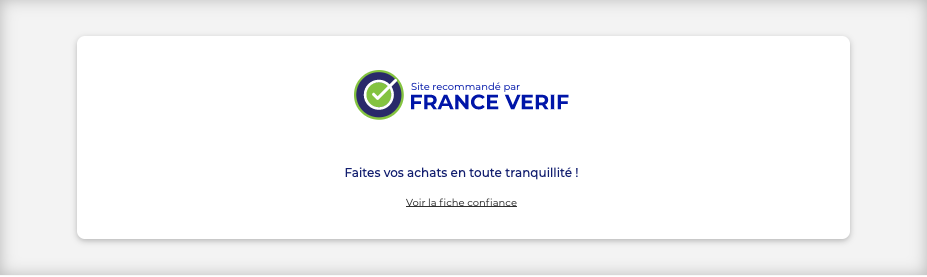 Site recommandé par
FRANCE VERIF
Faites vos achats en toute tranquillité !
Voir la fiche confiance